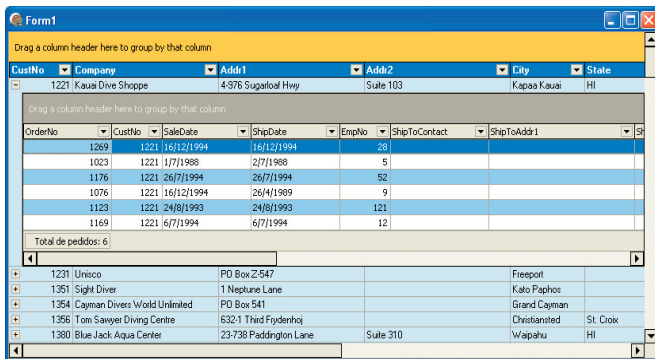 Form1
Drag a column header here to group by that column
CustNo Company Addr1 Addr2 City State
1221 Kauai Dive Shoppe 4-976 Sugarloaf Hwy Suite 103 Kapaa Kauai HI
Drag a column header here to group by that column
OrderNo CustNo SaleDate ShipDate EmpNo ShipToContact ShipToAddr1 Sh
1269 1221 16/12/1994 16/12/1994 28
1023 1221 1/7/1988 2/7/1988 5
1176 1221 26/7/1994 26/7/1994 52
1076 1221 16/12/1994 26/4/1989 9
1123 1221 24/8/1993 24/8/1993 121
1169 1221 6/7/1994 6/7/1994 12
Total de pedidos: 6
1231 Unisco PO Box Z-547 Freeport
1351 Sight Diver 1 Neptune Lane Kato Paphos
1354 Cayman Divers World Unlimited PO Box 541 Grand Cayman
1356 Tom Sawyer Diving Centre 632-1 Third Frydenhoj Christiansted St. Croix
1380 Blue Jack Aqua Center 23-738 Paddington Lane Suite 310 Waipahu HI